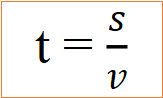 t = s/v